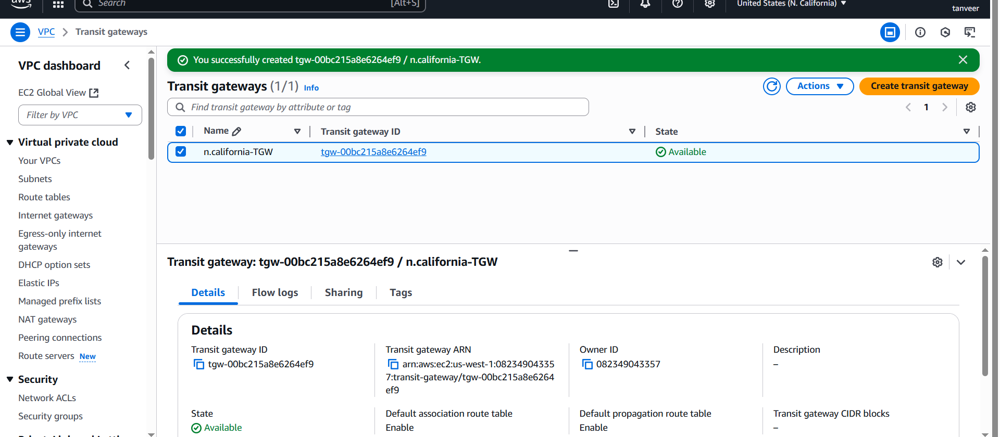 aws
Search
[Alt+S]
United States (N. California)
tanveer
VPC
Transit gateways
VPC dashboard
EC2 Global View
Filter by VPC
Virtual private cloud
Your VPCs
Subnets
Route tables
Internet gateways
Egress-only internet
gateways
DHCP option sets
Elastic IPs
Managed prefix lists
NAT gateways
Peering connections
Route servers New
Security
Network ACLs
Security groups
You successfully created tgw-00bc215a8e6264ef9 / n.california-TGW.
Transit gateways (1/1) Info
Actions
Create transit gateway
Find transit gateway by attribute or tag
1
Name
Transit gateway ID
State
n.california-TGW
tgw-00bc215a8e6264ef9
Available
Transit gateway: tgw-00bc215a8e6264ef9 / n.california-TGW
Details
Flow logs
Sharing
Tags
Details
Transit gateway ID
tgw-00bc215a8e6264ef9
Transit gateway ARN
arn:aws:ec2:us-west-1:08234904335
7:transit-gateway/tgw-00bc215a8e6264
ef9
Owner ID
082349043357
Description
–
State
Available
Default association route table
Enable
Default propagation route table
Enable
Transit gateway CIDR blocks
–